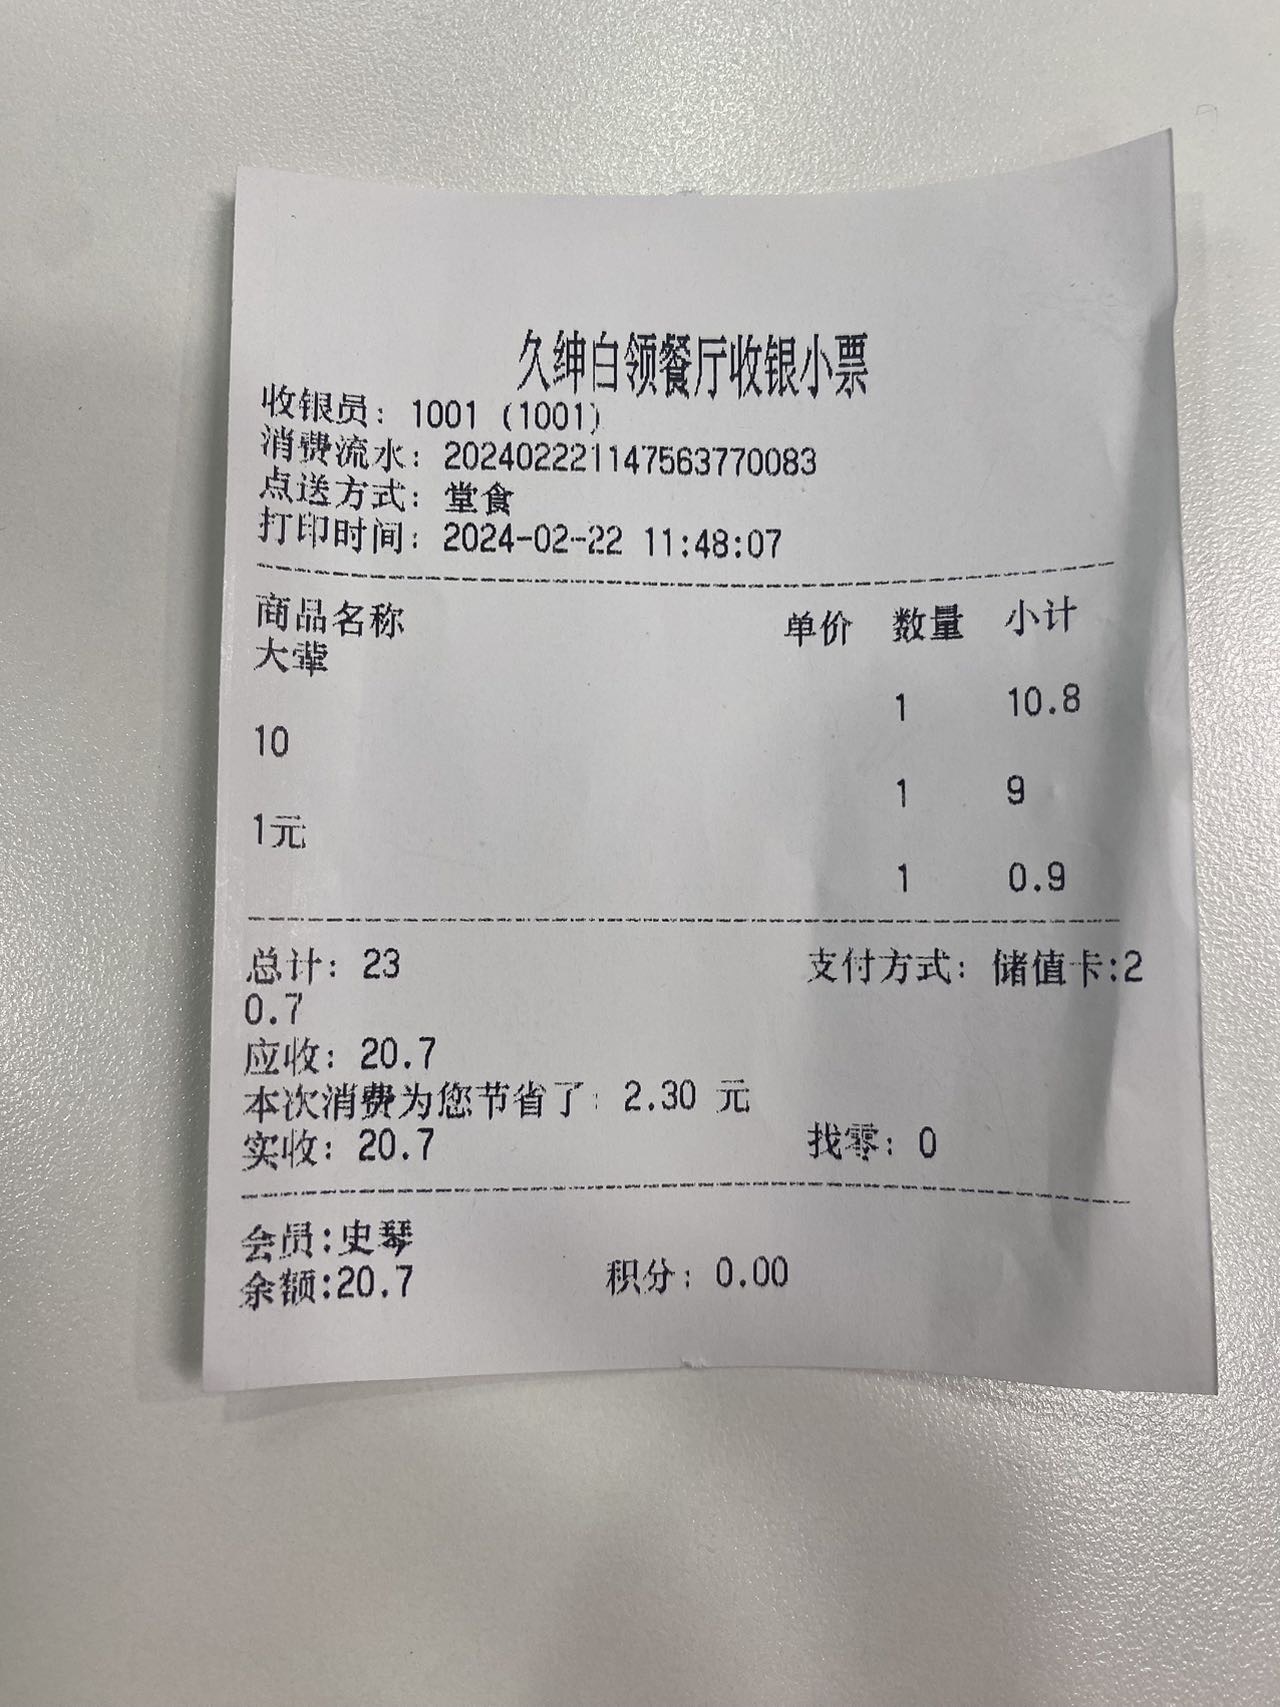 久绅白领餐厅收银小票
收银员：1001 (1001)
消费流水：202402221147563770083
点送方式：堂食
打印时间：2024-02-22 11:48:07
商品名称 单价 数量 小计
大荤
1 10.8
10
1 9
1元
1 0.9
总计：23 支付方式：储值卡:2
0.7
应收：20.7
本次消费为您节省了：2.30 元
实收：20.7 找零：0
会员:史琴
余额:20.7 积分：0.00